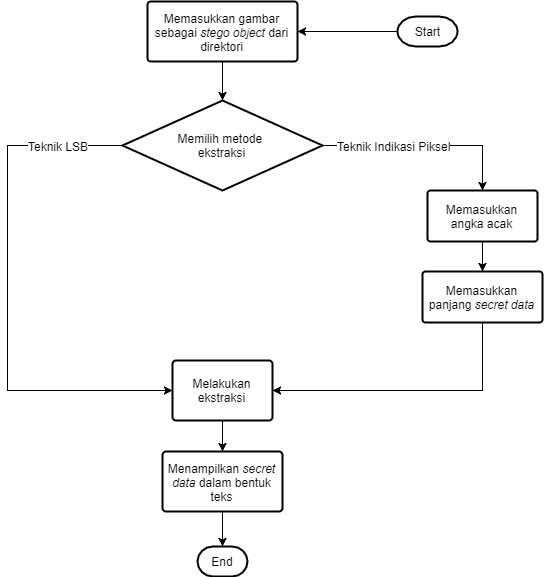 Start
Memasukkan gambar
sebagai stego object dari
direktori
Memilih metode
ekstraksi
Teknik LSB
Teknik Indikasi Piksel
Memasukkan
angka acak
Memasukkan
panjang secret data
Melakukan
ekstraksi
Menampilkan secret
data dalam bentuk
teks
End